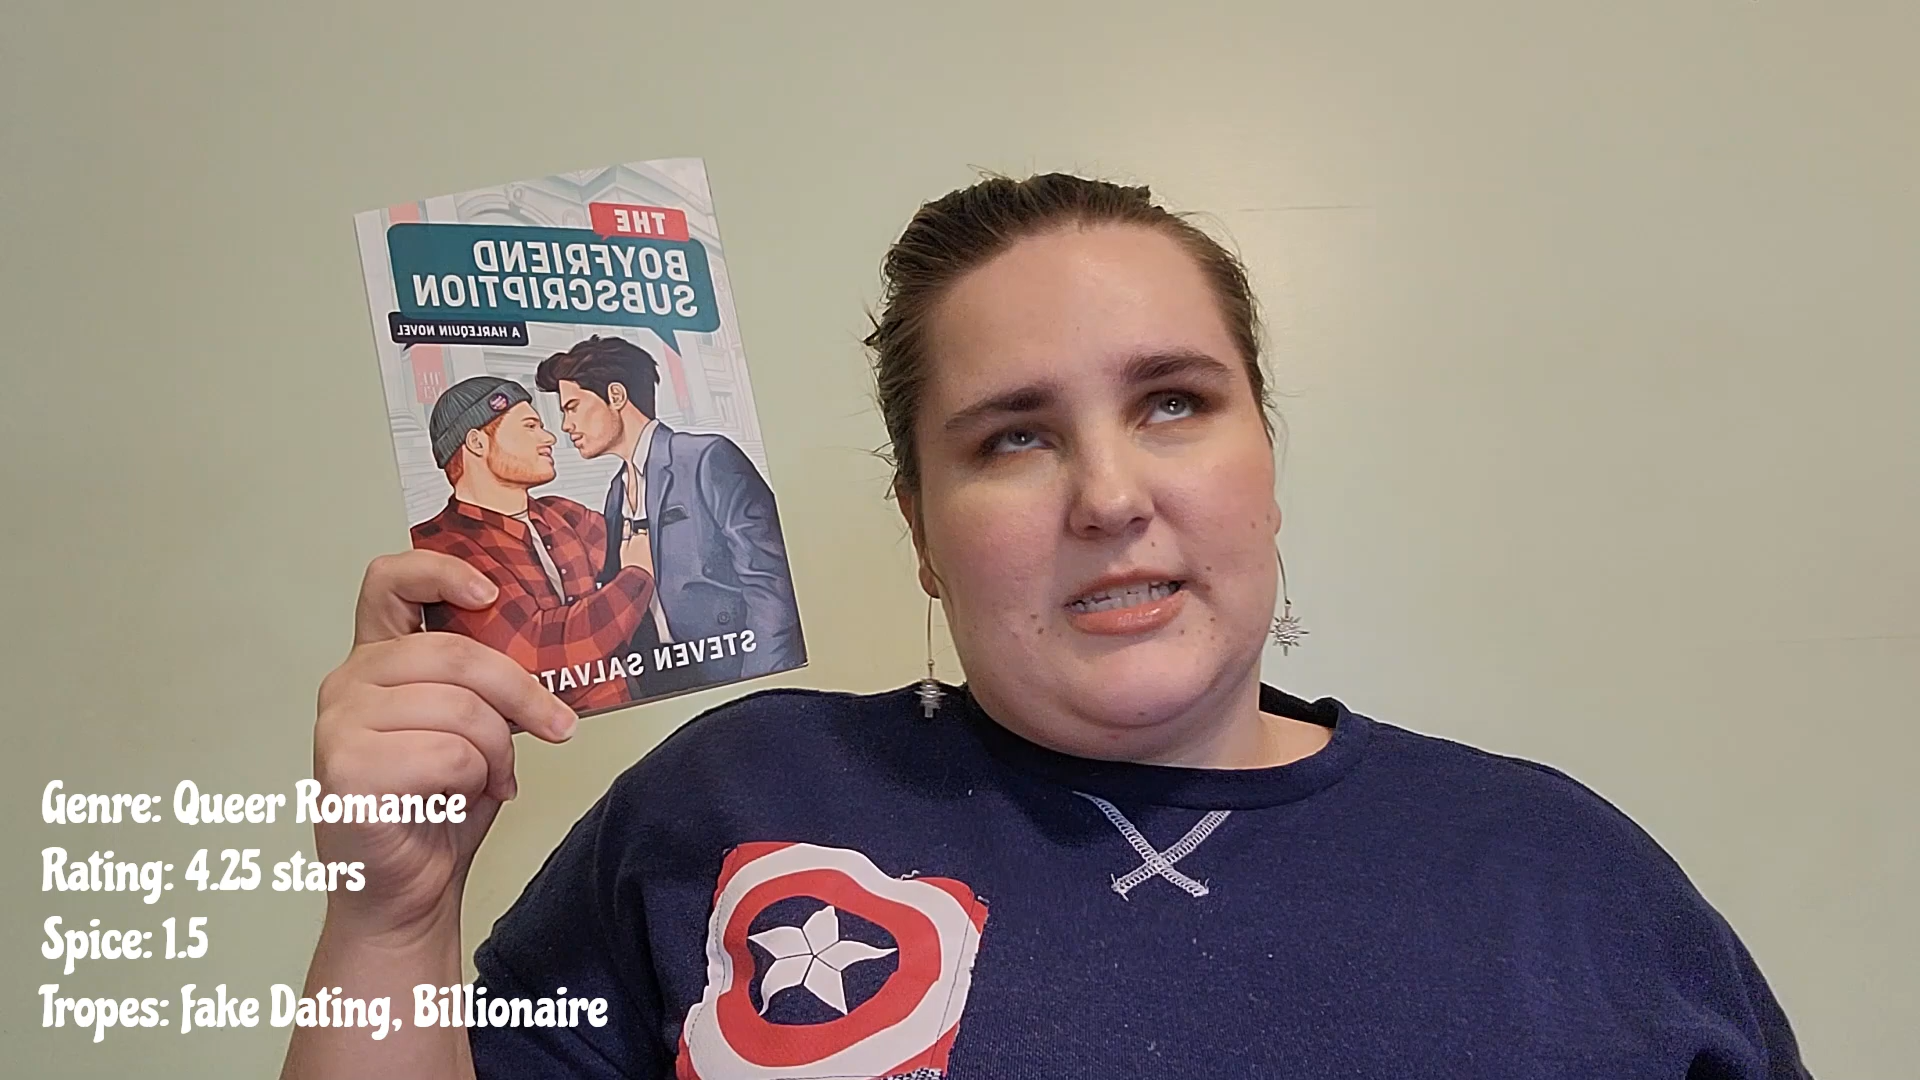 THE
BOYFRIEND
SUBSCRIPTION
A HARLEQUIN NOVEL
STEVEN
Genre: Queer Romance
Rating: 4.25 stars
Spice: 1.5
Tropes: Fake Dating, Billionaire